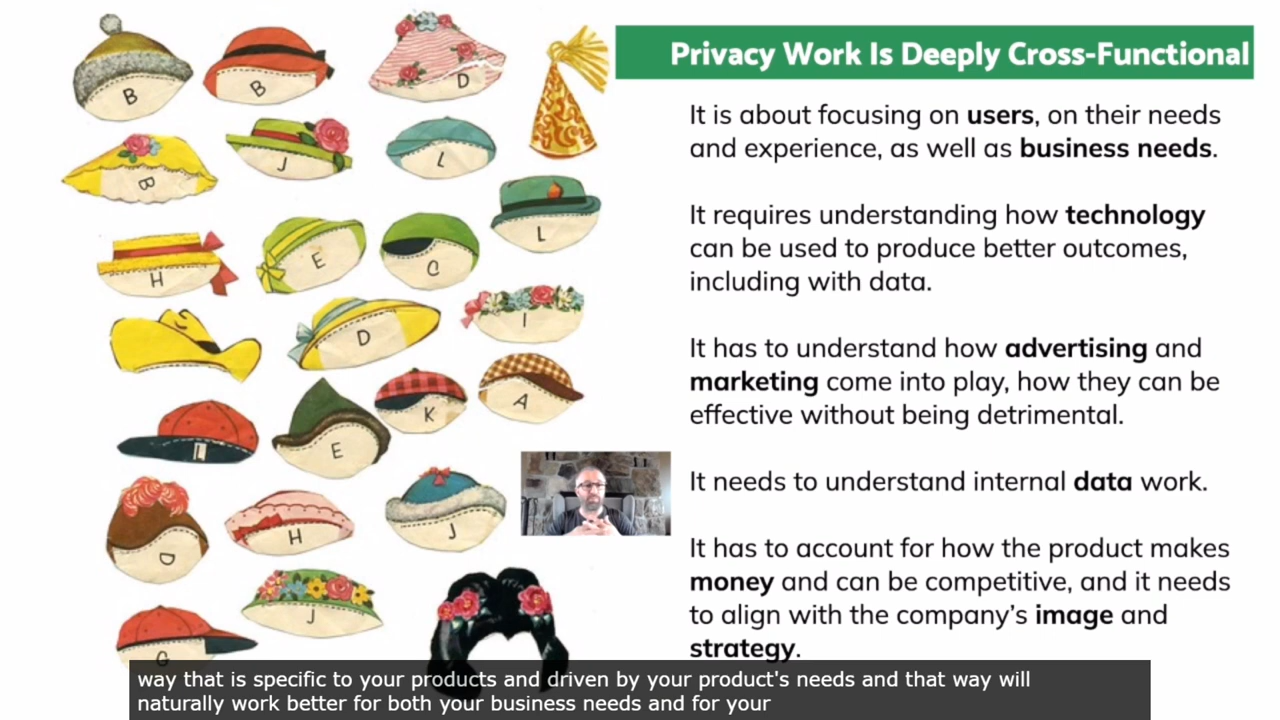 Privacy Work Is Deeply Cross-Functional
It is about focusing on users, on their needs
and experience, as well as business needs.
It requires understanding how technology
can be used to produce better outcomes,
including with data.
It has to understand how advertising and
marketing come into play, how they can be
effective without being detrimental.
It needs to understand internal data work.
It has to account for how the product makes
money and can be competitive, and it needs
to align with the company's image and
strategy.
B
B
D
B
J
L
L
H
E
C
D
I
K
A
L
E
D
H
J
J
G
way that is specific to your products and driven by your product's needs and that way will
naturally work better for both your business needs and for your